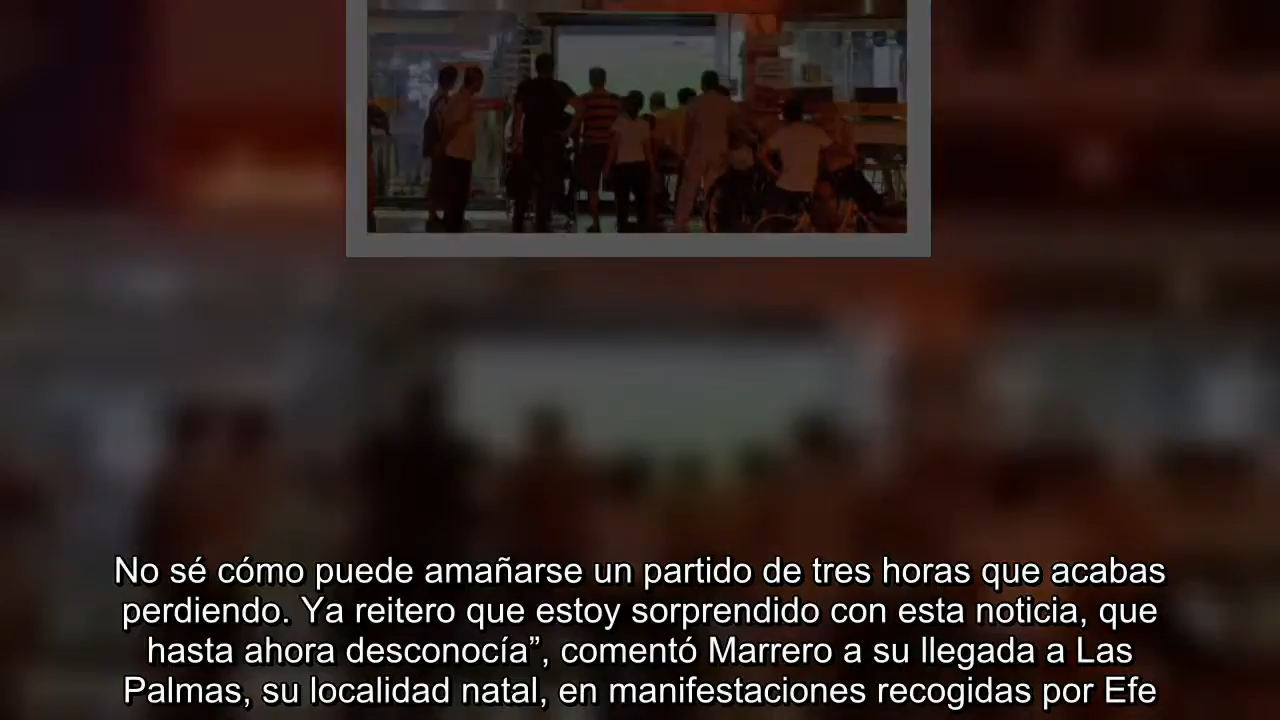 No sé cómo puede amañarse un partido de tres horas que acabas
perdiendo. Ya reitero que estoy sorprendido con esta noticia, que
hasta ahora desconocía”, comentó Marrero a su llegada a Las
Palmas, su localidad natal, en manifestaciones recogidas por Efe